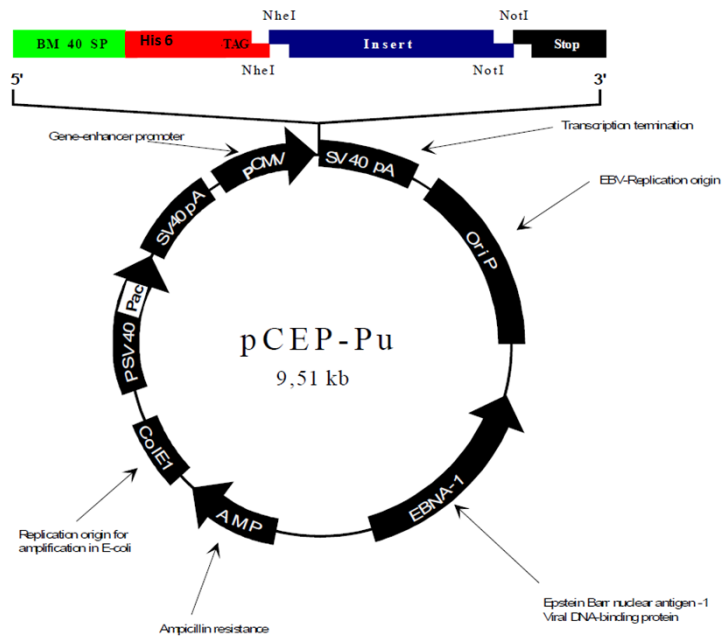 NheI NotI
BM 40 SP His 6 TAG Insert Stop
NheI NotI
5' 3'
Gene-enhancer promoter
Transcription termination
PCMV
SV40 pA
EBV-Replication origin
SV40 pA
OriP
Pac
PSV40
pCEP-Pu
9,51 kb
ColE1
EBNA-1
AMP
Replication origin for
amplification in E-coli
Epstein Barr nuclear antigen -1
Viral DNA-binding protein
Ampicillin resistance